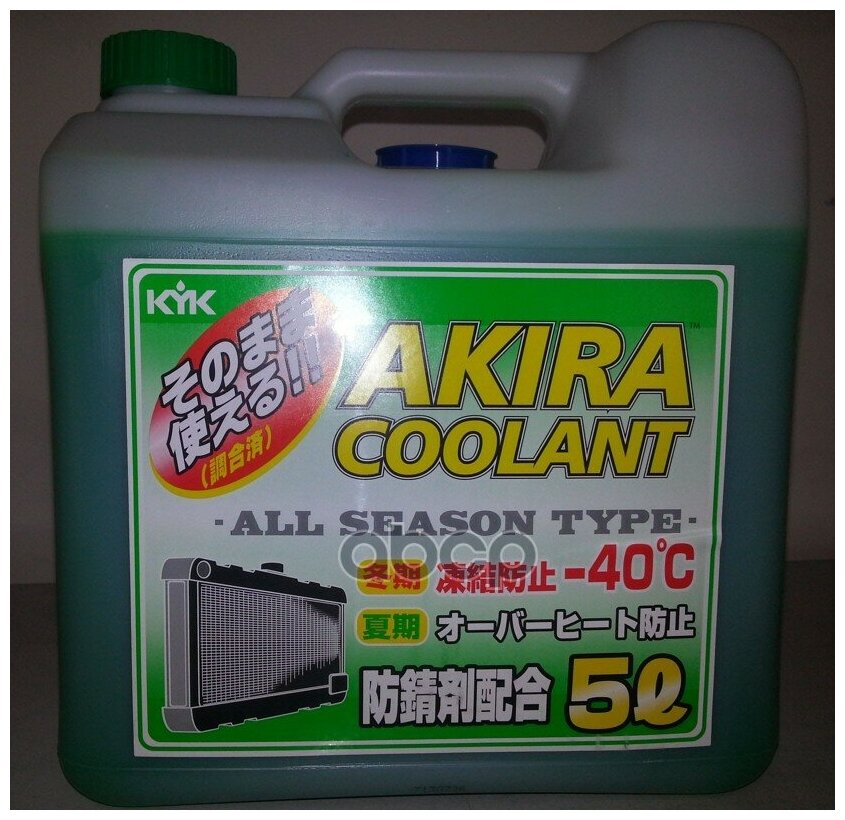 KYK
そのまま
使える!!
(調合済)
AKIRA
TM
COOLANT
- ALL SEASON TYPE -
abcp
冬期 凍結防止 -40℃
夏期 オーバーヒート防止
防錆剤配合 5ℓ